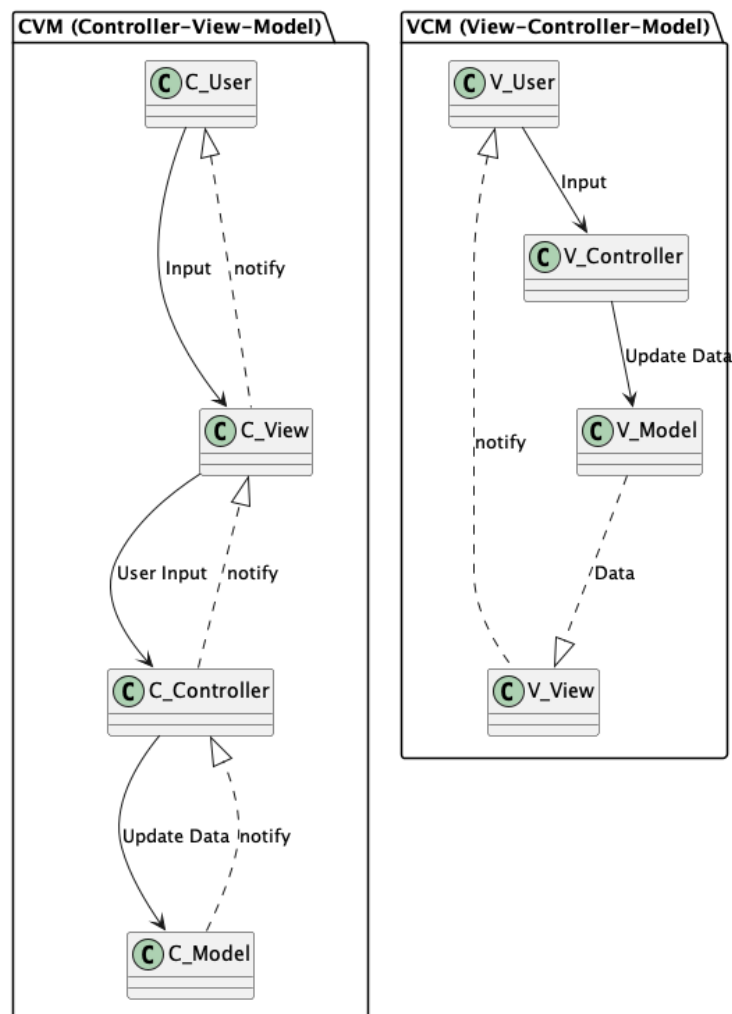 CVM (Controller-View-Model)
C C_User
Input
notify
C C_View
User Input
notify
C C_Controller
Update Data
notify
C C_Model
VCM (View-Controller-Model)
C V_User
Input
C V_Controller
Update Data
C V_Model
notify
Data
C V_View